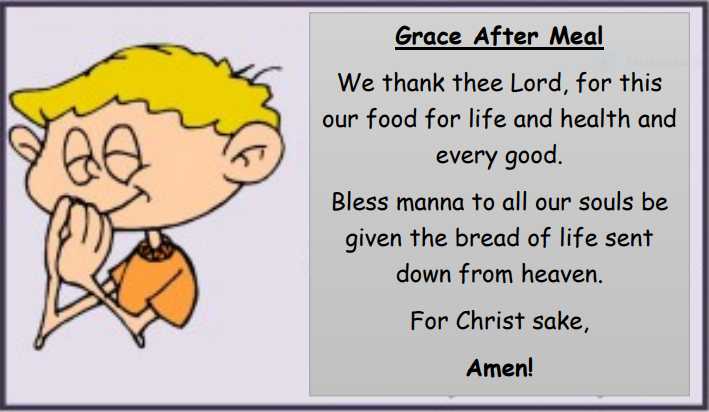 Grace After Meal
We thank thee Lord, for this
our food for life and health and
every good.
Bless manna to all our souls be
given the bread of life sent
down from heaven.
For Christ sake,
Amen!